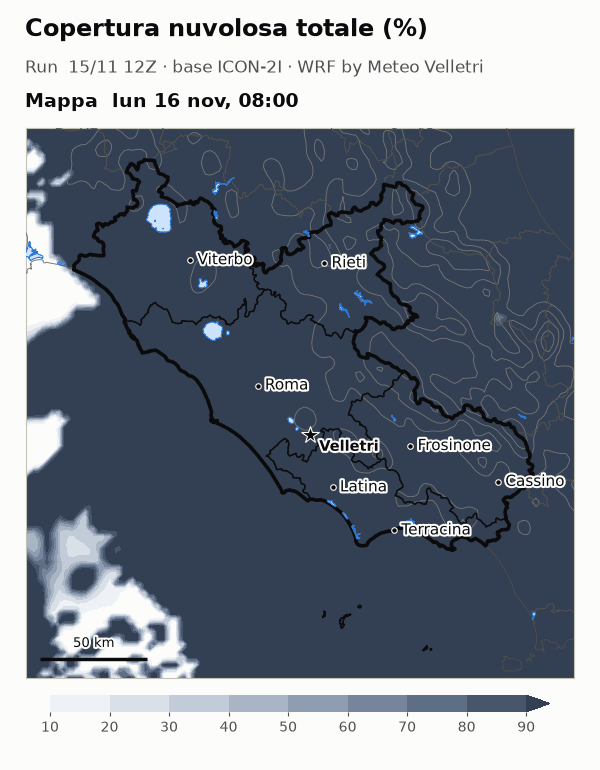 Copertura nuvolosa totale (%)
Run 15/11 12Z · base ICON-2I · WRF by Meteo Velletri
Mappa lun 16 nov, 08:00
Viterbo
Rieti
Roma
Velletri
Frosinone
Cassino
Latina
Terracina
50 km
10 20 30 40 50 60 70 80 90